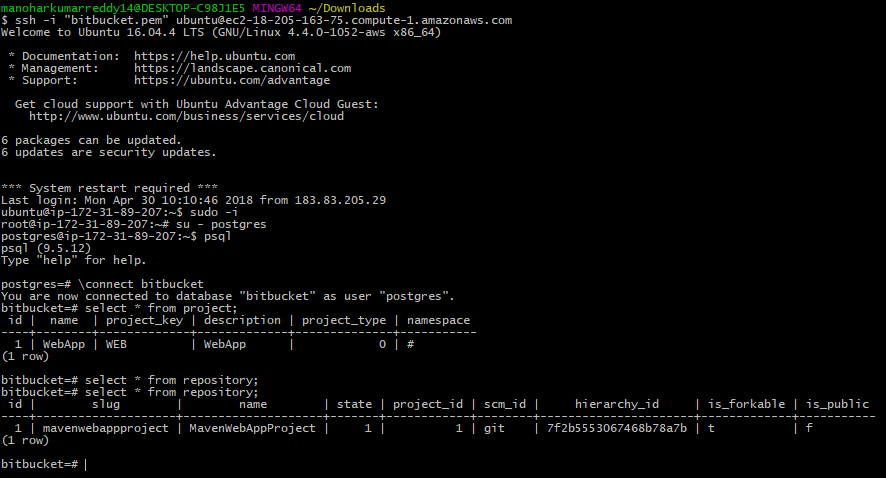 manoharkumarreddy14@DESKTOP-C98J1E5 MINGW64 ~/Downloads
$ ssh -i "bitbucket.pem" ubuntu@ec2-18-205-163-75.compute-1.amazonaws.com
Welcome to Ubuntu 16.04.4 LTS (GNU/Linux 4.4.0-1052-aws x86_64)
* Documentation:  https://help.ubuntu.com
* Management:     https://landscape.canonical.com
* Support:        https://ubuntu.com/advantage
Get cloud support with Ubuntu Advantage Cloud Guest:
http://www.ubuntu.com/business/services/cloud
6 packages can be updated.
6 updates are security updates.
*** System restart required ***
Last login: Mon Apr 30 10:10:46 2018 from 183.83.205.29
ubuntu@ip-172-31-89-207:~$ sudo -i
root@ip-172-31-89-207:~# su - postgres
postgres@ip-172-31-89-207:~$ psql
psql (9.5.12)
Type "help" for help.
postgres=# \connect bitbucket
You are now connected to database "bitbucket" as user "postgres".
bitbucket=# select * from project;
 id |  name  | project_key | description | project_type | namespace
----+--------+-------------+-------------+--------------+-----------
  1 | WebApp | WEB         | WebApp      |            0 | #
(1 row)
bitbucket=# select * from repository;
bitbucket=# select * from repository;
 id |        slug        |        name        | state | project_id | scm_id |     hierarchy_id     | is_forkable | is_public
----+--------------------+--------------------+-------+------------+--------+----------------------+-------------+-----------
  1 | mavenwebappproject | MavenWebAppProject |     1 |          1 | git    | 7f2b5553067468b78a7b | t           | f
(1 row)
bitbucket=#